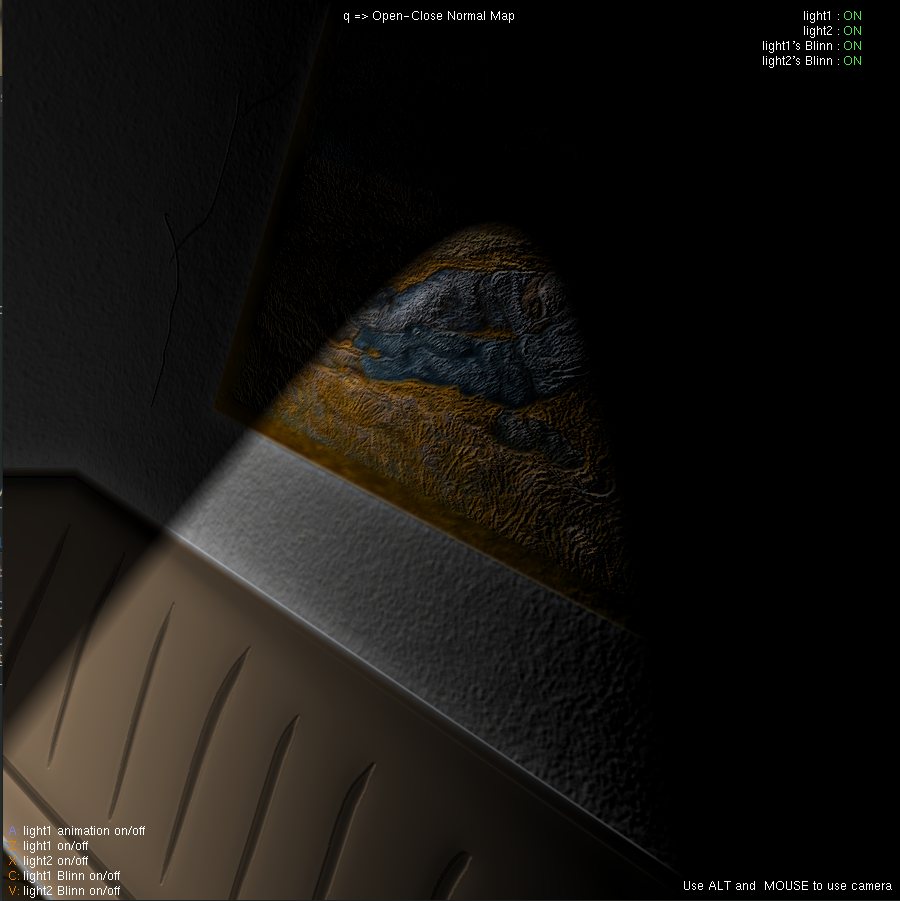 q => Open-Close Normal Map
light1 : ON
light2 : ON
light1's Blinn : ON
light2's Blinn : ON
A: light1 animation on/off
light1 on/off
X: light2 on/off
C: light1 Blinn on/off
V: light2 Blinn on/off
Use ALT and MOUSE to use camera